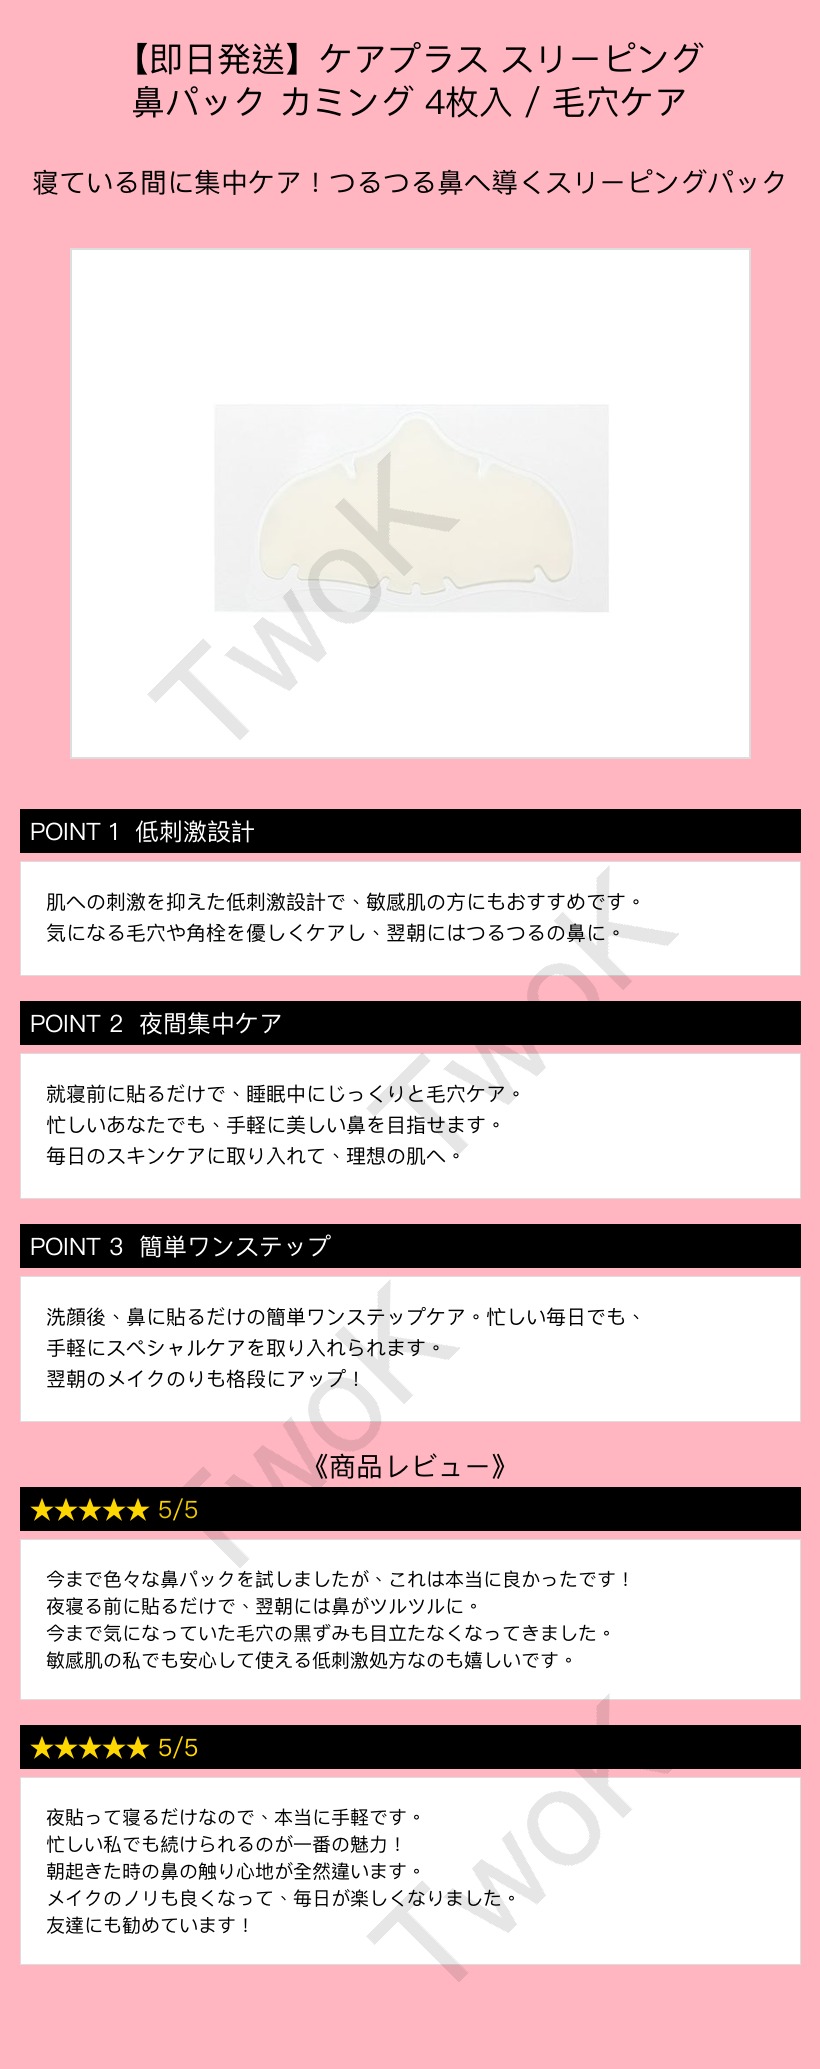 【即日発送】ケアプラス スリーピング
鼻パック カミング 4枚入 / 毛穴ケア
寝ている間に集中ケア！つるつる鼻へ導くスリーピングパック
TwoK
POINT 1 低刺激設計
肌への刺激を抑えた低刺激設計で、敏感肌の方にもおすすめです。
気になる毛穴や角栓を優しくケアし、翌朝にはつるつるの鼻に。
TwoK
POINT 2 夜間集中ケア
就寝前に貼るだけで、睡眠中にじっくりと毛穴ケア。
忙しいあなたでも、手軽に美しい鼻を目指せます。
毎日のスキンケアに取り入れて、理想の肌へ。
POINT 3 簡単ワンステップ
洗顔後、鼻に貼るだけの簡単ワンステップケア。忙しい毎日でも、
手軽にスペシャルケアを取り入れられます。
翌朝のメイクのりも格段にアップ！
TwoK
《商品レビュー》
★★★★★ 5/5
今まで色々な鼻パックを試しましたが、これは本当に良かったです！
夜寝る前に貼るだけで、翌朝には鼻がツルツルに。
今まで気になっていた毛穴の黒ずみも目立たなくなってきました。
敏感肌の私でも安心して使える低刺激処方なのも嬉しいです。
★★★★★ 5/5
夜貼って寝るだけなので、本当に手軽です。
忙しい私でも続けられるのが一番の魅力！
朝起きた時の鼻の触り心地が全然違います。
メイクのノリも良くなって、毎日が楽しくなりました。
友達にも勧めています！
TwoK